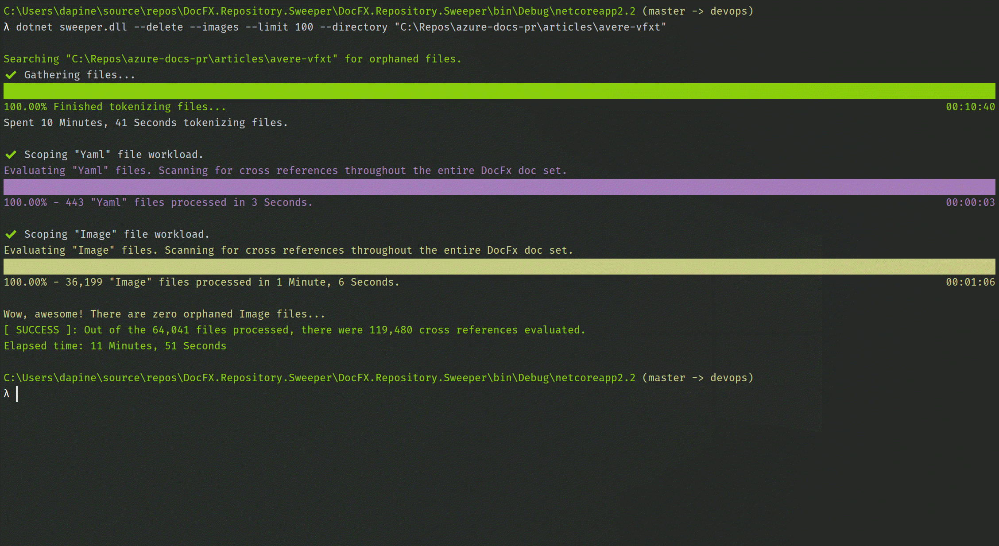 C:\Users\dapine\source\repos\DocFX.Repository.Sweeper\DocFX.Repository.Sweeper\bin\Debug\netcoreapp2.2 (master -> devops)
λ dotnet sweeper.dll --delete --images --limit 100 --directory "C:\Repos\azure-docs-pr\articles\avere-vfxt"
Searching "C:\Repos\azure-docs-pr\articles\avere-vfxt" for orphaned files.
✔ Gathering files...
100.00% Finished tokenizing files... 00:10:40
Spent 10 Minutes, 41 Seconds tokenizing files.
✔ Scoping "Yaml" file workload.
Evaluating "Yaml" files. Scanning for cross references throughout the entire DocFx doc set.
100.00% - 443 "Yaml" files processed in 3 Seconds. 00:00:03
✔ Scoping "Image" file workload.
Evaluating "Image" files. Scanning for cross references throughout the entire DocFx doc set.
100.00% - 36,199 "Image" files processed in 1 Minute, 6 Seconds. 00:01:06
Wow, awesome! There are zero orphaned Image files...
[ SUCCESS ]: Out of the 64,041 files processed, there were 119,480 cross references evaluated.
Elapsed time: 11 Minutes, 51 Seconds
C:\Users\dapine\source\repos\DocFX.Repository.Sweeper\DocFX.Repository.Sweeper\bin\Debug\netcoreapp2.2 (master -> devops)
λ